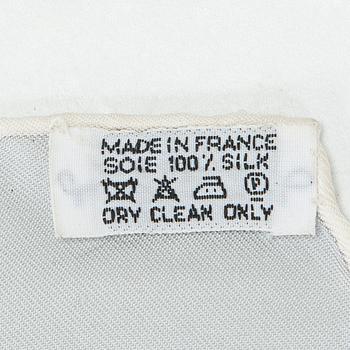 MADE IN FRANCE
SOIE 100% SILK
P
DRY CLEAN ONLY